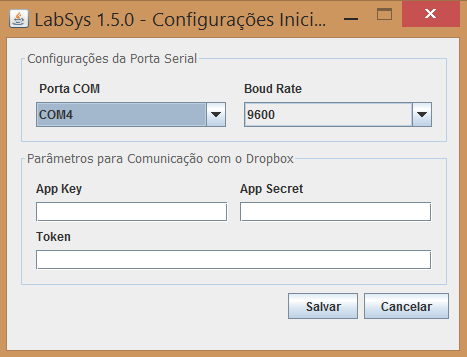 LabSys 1.5.0 - Configurações Inici...
Configurações da Porta Serial
Porta COM Boud Rate
COM4 9600
Parâmetros para Comunicação com o Dropbox
App Key App Secret
Token
Salvar Cancelar